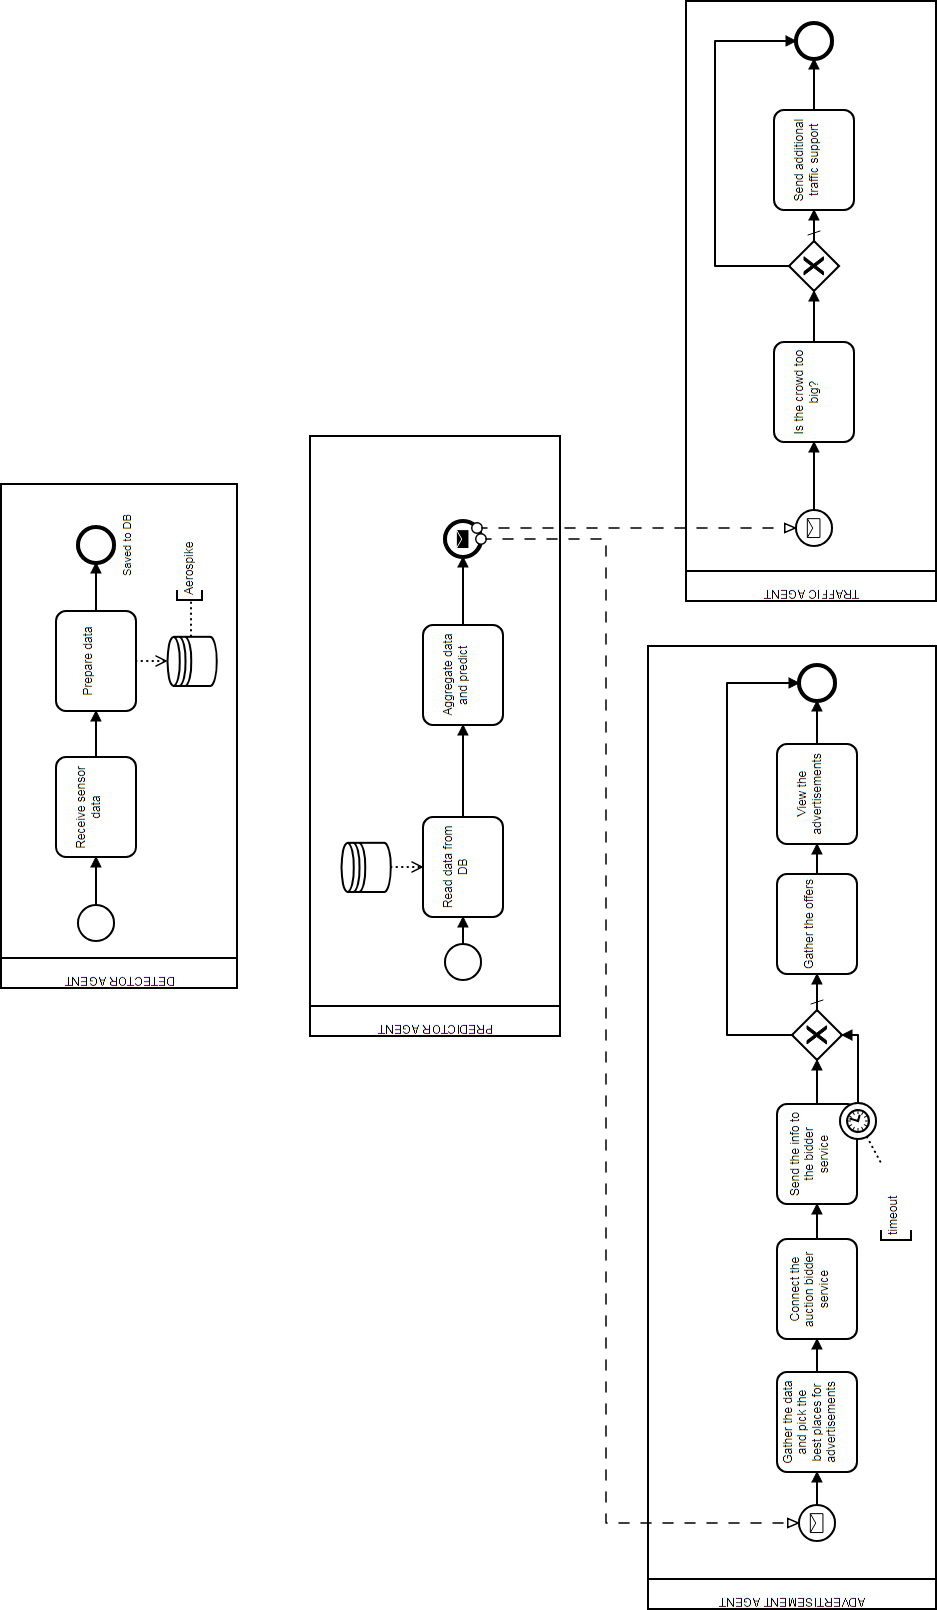 Send additional
traffic support
Is the crowd too
big?
TRAFFIC AGENT
Saved to DB
Aerospike
Prepare data
Receive sensor
data
DETECTOR AGENT
Aggregate data
and predict
Read data from
DB
PREDICTOR AGENT
View the
advertisements
Gather the offers
Send the info to
the bidder
service
timeout
Connect the
auction bidder
service
Gather the data
and pick the
best places for
advertisements
ADVERTISEMENT AGENT